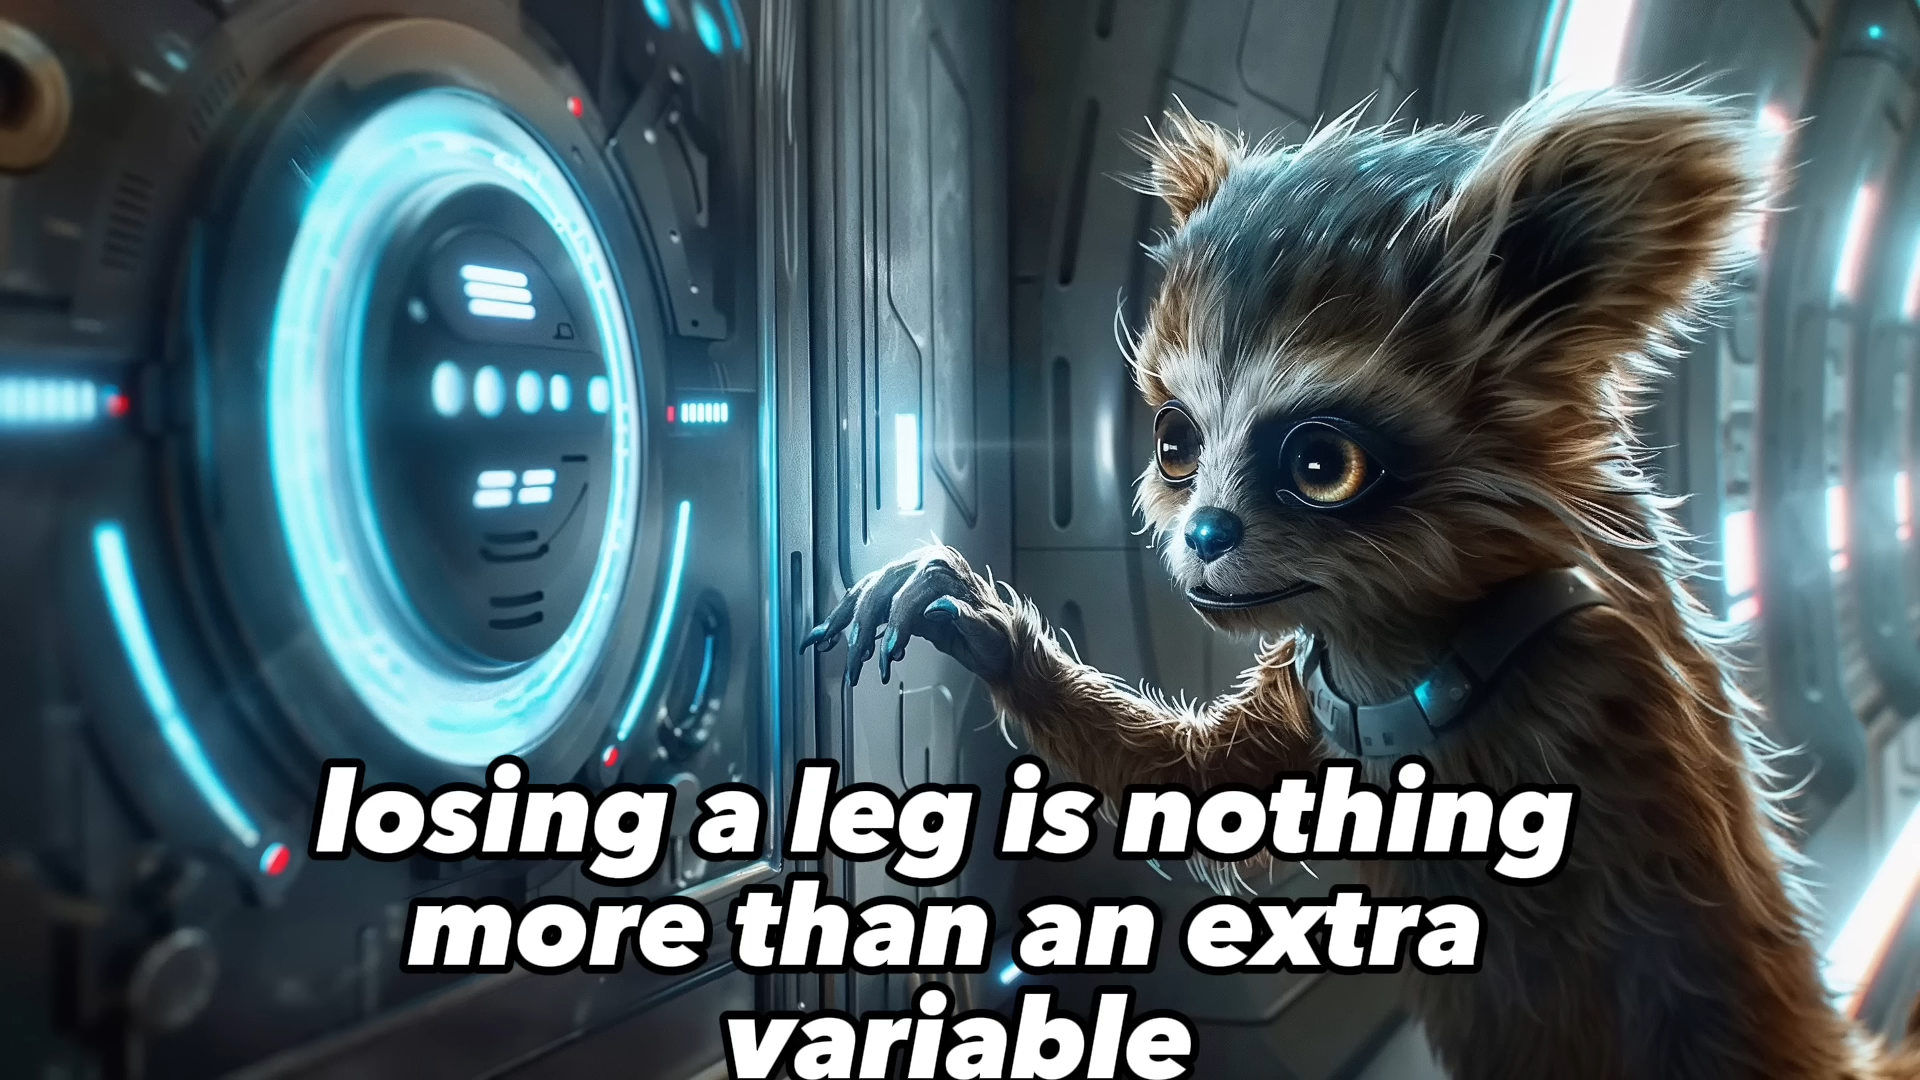 losing a leg is nothing
more than an extra
variable